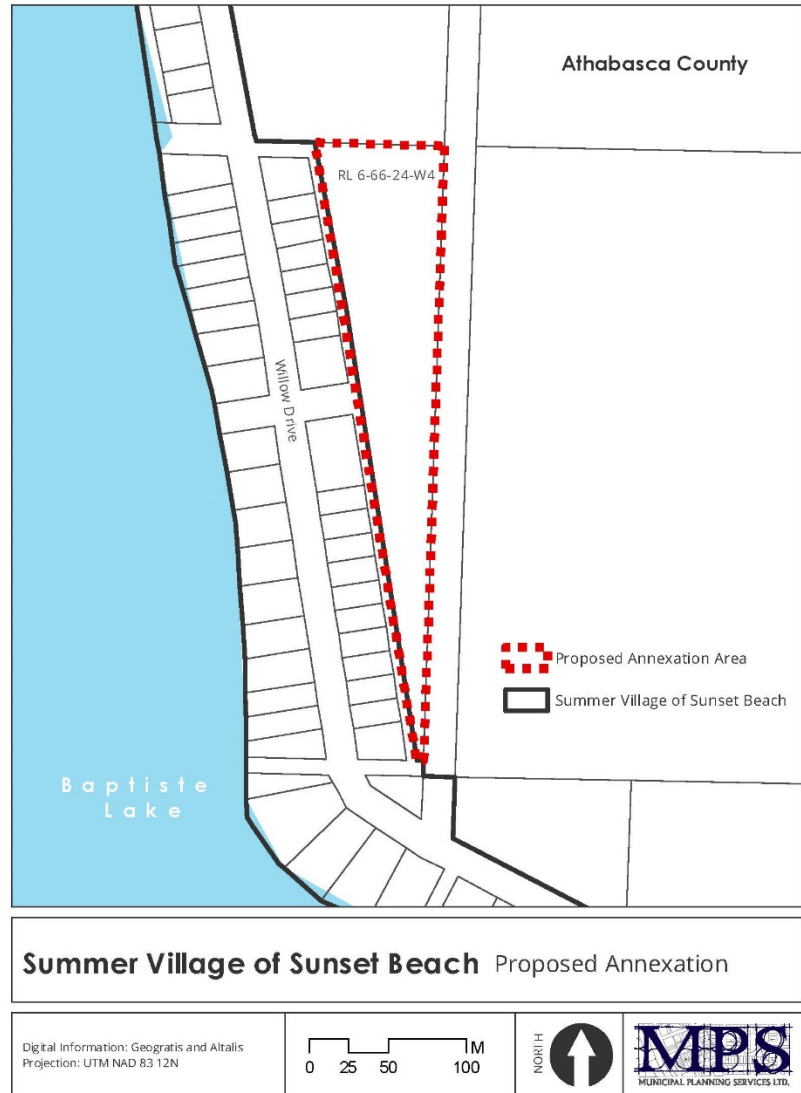 Athabasca County
RL 6-66-24-W4
Willow Drive
Proposed Annexation Area
Summer Village of Sunset Beach
Baptiste
Lake
Summer Village of Sunset Beach Proposed Annexation
Digital Information: Geogratis and Altalis
Projection: UTM NAD 83 12N
M
0 25 50 100
NORTH
MPS
MUNICIPAL PLANNING SERVICES LTD.